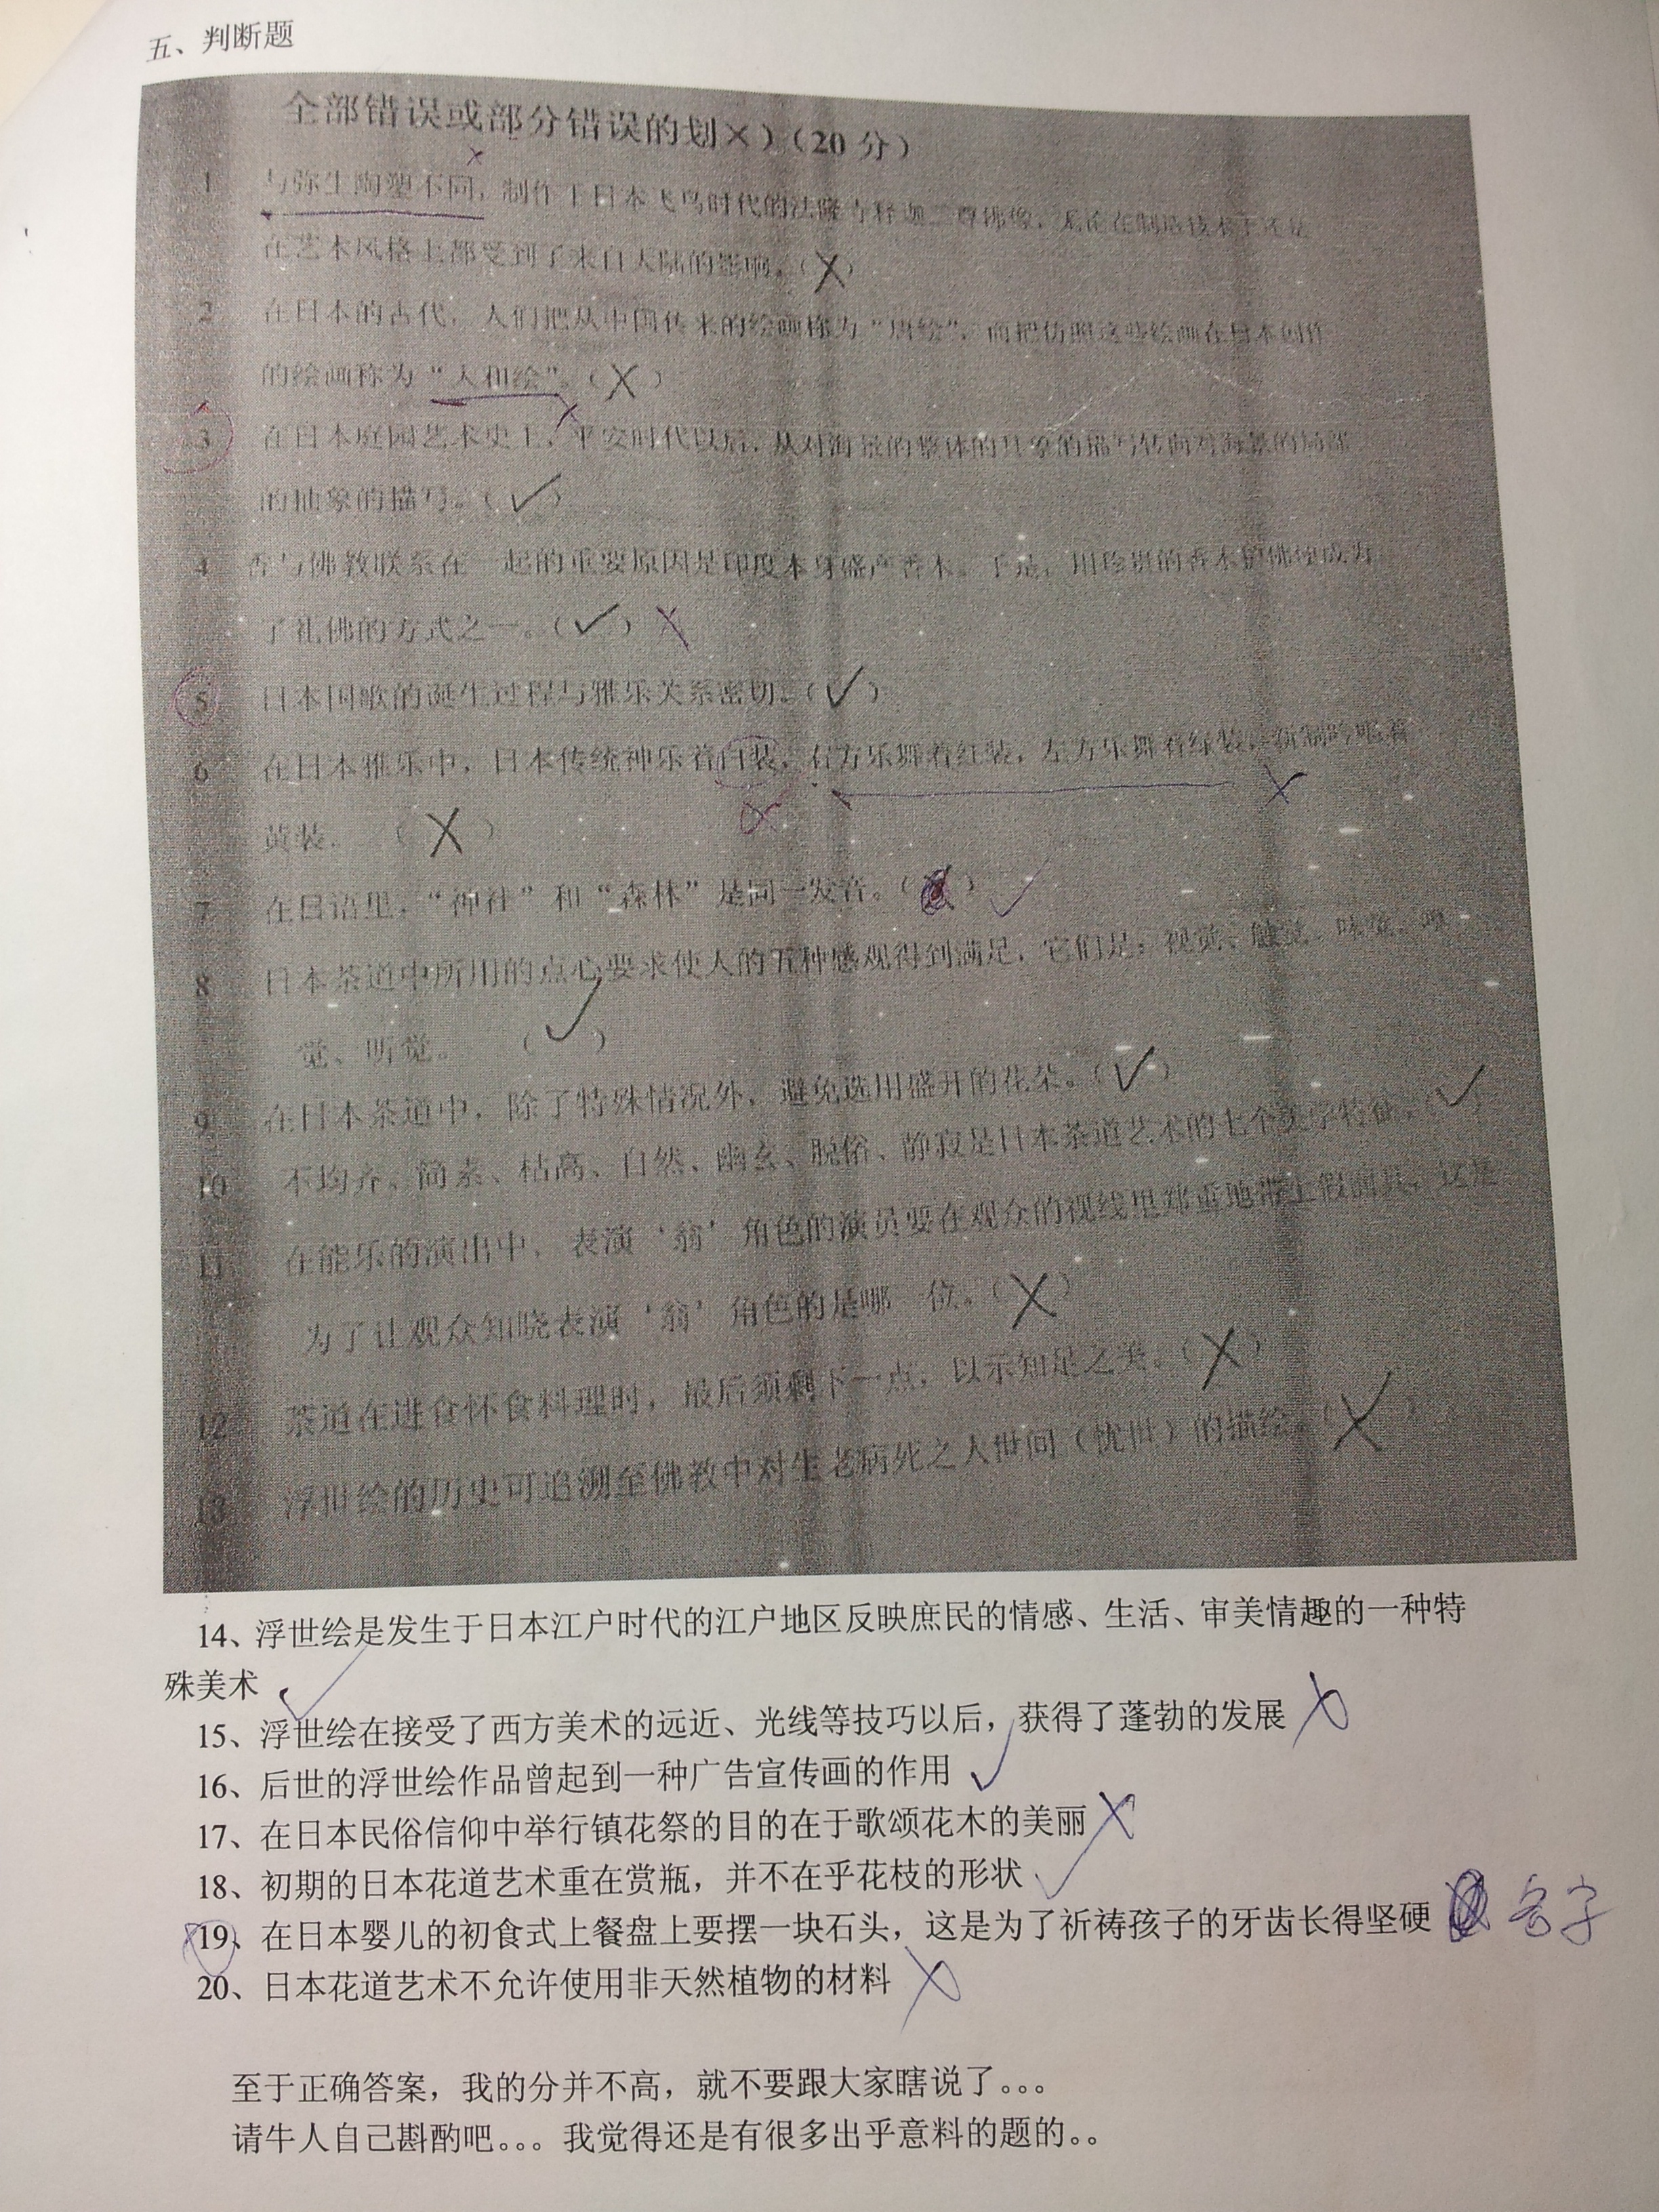 五、判断题
全部错误或部分错误的划×）（20 分）
1 与弥生陶塑不同，制作于日本飞鸟时代的法隆寺释迦三尊佛像，无论在制造技术上还是
在艺术风格上都受到了来自大陆的影响。（X）
2 在日本的古代，人们把从中国传来的绘画称为“唐绘”，而把仿照这些绘画在日本创作
的绘画称为“大和绘”。（X）
3 在日本庭园艺术史上，平安时代以后，从对海景的整体的具象的描写转向对海景的局部
的抽象的描写。（✓）
4 香与佛教联系在一起的重要原因是印度本身盛产香木。于是，用珍贵的香木供佛便成为
了礼佛的方式之一。（✓）X
5 日本国歌的诞生过程与雅乐关系密切。（✓）
6 在日本雅乐中，日本传统神乐着白装，右方乐舞着红装，左方乐舞着绿装，新制吟唱着
黄装。 （X）
7 在日语里，“神社”和“森林”是同一发音。（ ）✓
8 日本茶道中所用的点心要求使人的五种感观得到满足，它们是：视觉、触觉、味觉、嗅
觉、听觉。 （✓）
9 在日本茶道中，除了特殊情况外，避免选用盛开的花朵。（✓）
10 不均齐、简素、枯高、自然、幽玄、脱俗、静寂是日本茶道艺术的七个美学特征。（✓）
11 在能乐的演出中，表演‘翁’角色的演员要在观众的视线里郑重地带上假面具，这是
为了让观众知晓表演‘翁’角色的是哪一位。（X）
12 茶道在进食怀食料理时，最后须剩下一点，以示知足之美。（X）
13 浮世绘的历史可追溯至佛教中对生老病死之人世间（忧世）的描绘。（X）
14、浮世绘是发生于日本江户时代的江户地区反映庶民的情感、生活、审美情趣的一种特
殊美术 ✓
15、浮世绘在接受了西方美术的远近、光线等技巧以后，获得了蓬勃的发展 X
16、后世的浮世绘作品曾起到一种广告宣传画的作用 ✓
17、在日本民俗信仰中举行镇花祭的目的在于歌颂花木的美丽 X
18、初期的日本花道艺术重在赏瓶，并不在乎花枝的形状 ✓
19、在日本婴儿的初食式上餐盘上要摆一块石头，这是为了祈祷孩子的牙齿长得坚硬
20、日本花道艺术不允许使用非天然植物的材料 X
至于正确答案，我的分并不高，就不要跟大家瞎说了。。。
请牛人自己斟酌吧。。。我觉得还是有很多出乎意料的题的。。